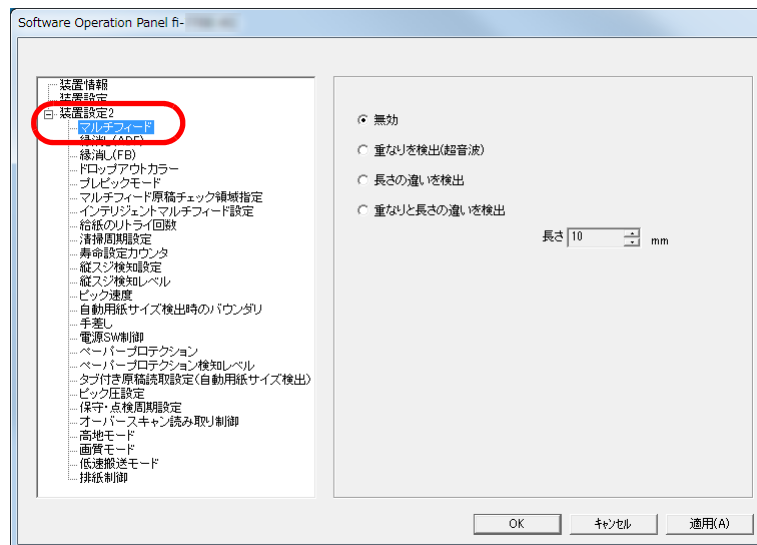 Software Operation Panel fi-
装置情報
装置設定
装置設定2
マルチフィード
縁消し(ADF)
縁消し(FB)
ドロップアウトカラー
プレピックモード
マルチフィード原稿チェック領域指定
インテリジェントマルチフィード設定
給紙のリトライ回数
清掃周期設定
寿命設定カウンタ
縦スジ検知設定
縦スジ検知レベル
ピック速度
自動用紙サイズ検出時のバウンダリ
手差し
電源SW制御
ペーパープロテクション
ペーパープロテクション検知レベル
タブ付き原稿読取設定(自動用紙サイズ検出)
ピック圧設定
保守・点検周期設定
オーバースキャン読み取り制御
高地モード
画質モード
低速搬送モード
排紙制御
無効
重なりを検出(超音波)
長さの違いを検出
重なりと長さの違いを検出
長さ 10 mm
OK キャンセル 適用(A)